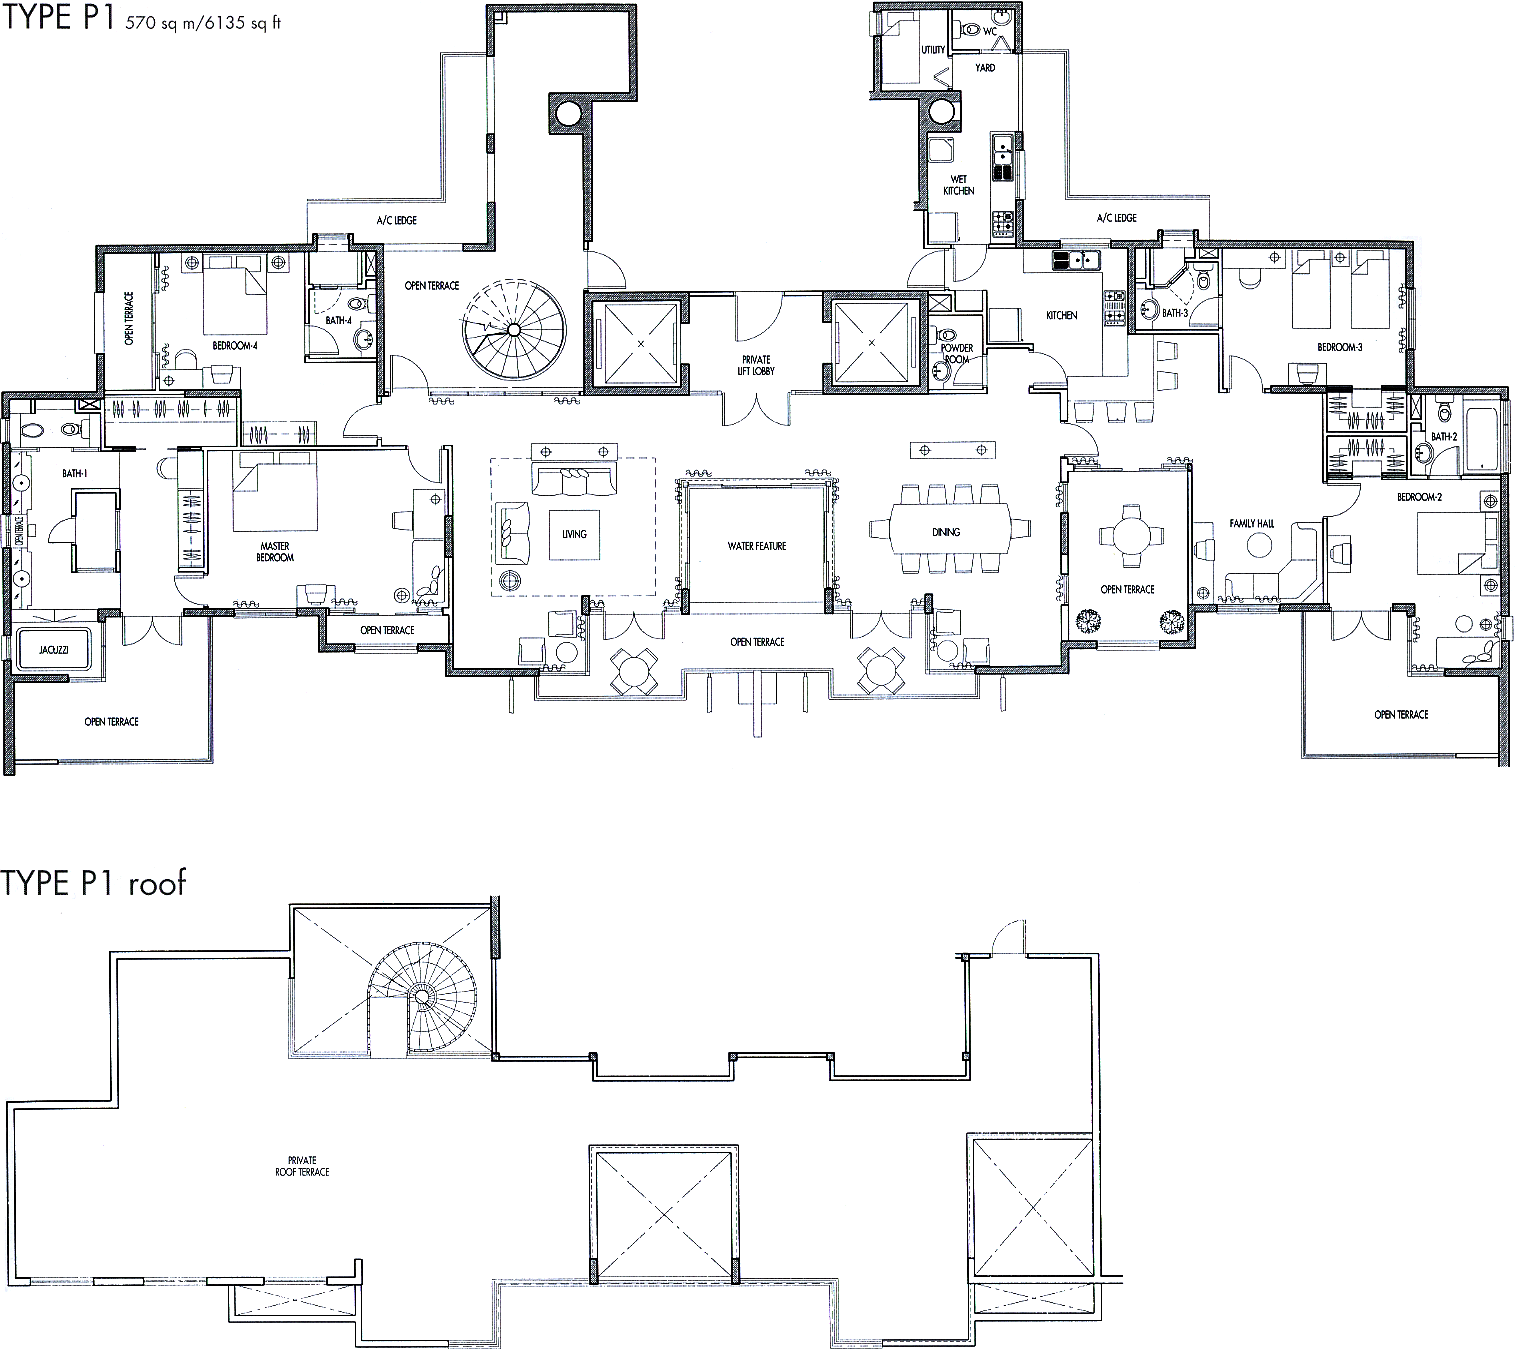 TYPE P1 570 sq m/6135 sq ft
WC
UTILITY
YARD
WET
KITCHEN
A/C LEDGE
A/C LEDGE
OPEN TERRACE
OPEN TERRACE
BATH-4
BEDROOM-4
KITCHEN
BATH-3
BEDROOM-3
POWDER
ROOM
PRIVATE
LIFT LOBBY
BATH-1
BATH-2
BEDROOM-2
OPEN TERRACE
MASTER
BEDROOM
LIVING
WATER FEATURE
DINING
FAMILY HALL
OPEN TERRACE
OPEN TERRACE
OPEN TERRACE
JACUZZI
OPEN TERRACE
OPEN TERRACE
TYPE P1 roof
PRIVATE
ROOF TERRACE